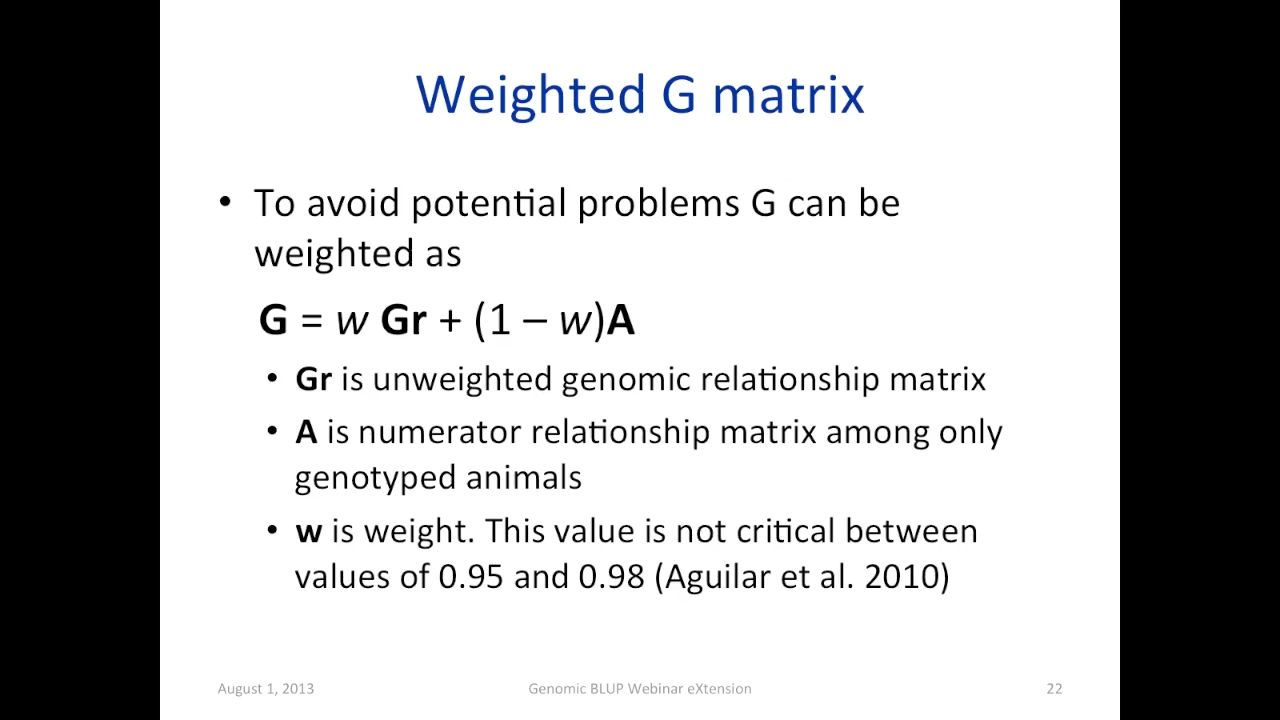 Weighted G matrix
• To avoid potential problems G can be
weighted as
G = w Gr + (1 – w)A
• Gr is unweighted genomic relationship matrix
• A is numerator relationship matrix among only
genotyped animals
• w is weight. This value is not critical between
values of 0.95 and 0.98 (Aguilar et al. 2010)
August 1, 2013
Genomic BLUP Webinar eXtension
22